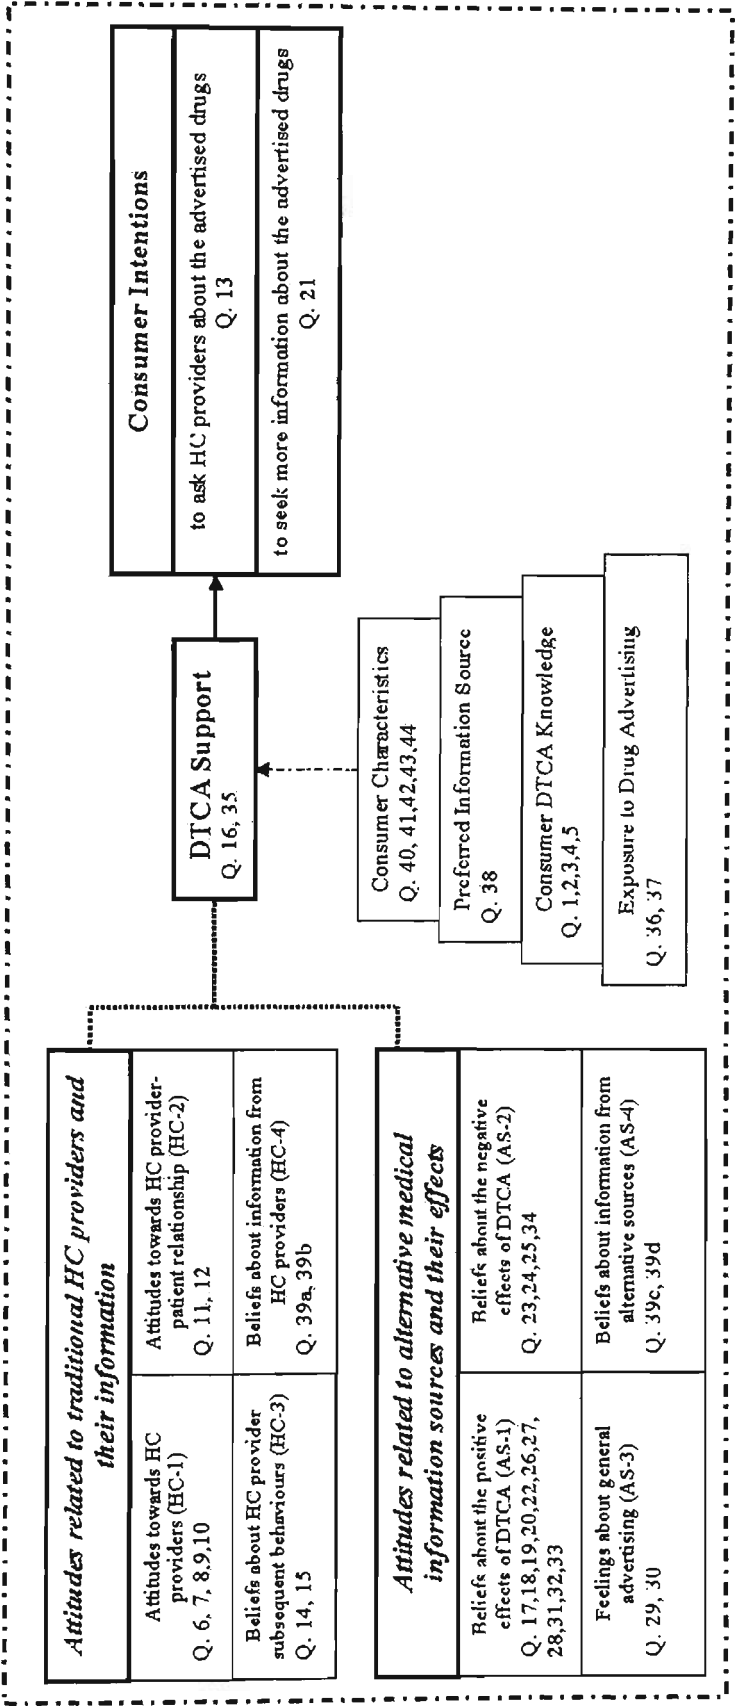 Attitudes related to traditional HC providers and
their information
Attitudes towards HC
providers (HC-1)
Q. 6, 7, 8,9,10
Attitudes towards HC provider-
patient relationship (HC-2)
Q. 11, 12
Beliefs about HC provider
subsequent behaviours (HC-3)
Q. 14, 15
Beliefs about information from
HC providers (HC-4)
Q. 39a, 39b
Attitudes related to alternative medical
information sources and their effects
Beliefs about the positive
effects of DTCA (AS-1)
Q. 17,18,19,20,22,26,27,
28,31,32,33
Beliefs about the negative
effects of DTCA (AS-2)
Q. 23,24,25,34
Feelings about general
advertising (AS-3)
Q. 29, 30
Beliefs about information from
alternative sources (AS-4)
Q. 39c, 39d
DTCA Support
Q. 16, 35
Consumer Characteristics
Q. 40, 41,42,43,44
Preferred Information Source
Q. 38
Consumer DTCA Knowledge
Q. 1,2,3,4,5
Exposure to Drug Advertising
Q. 36, 37
Consumer Intentions
to ask HC providers about the advertised drugs
Q. 13
to seek more information about the advertised drugs
Q. 21